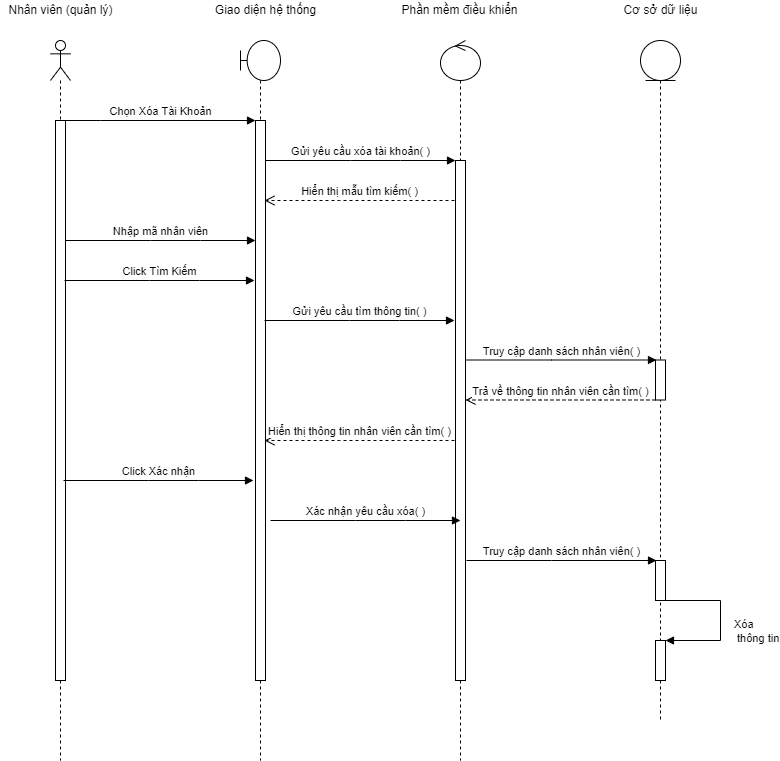 Nhân viên (quản lý)
Giao diện hệ thống
Phần mềm điều khiển
Cơ sở dữ liệu
Chọn Xóa Tài Khoản
Gửi yêu cầu xóa tài khoản( )
Hiển thị mẫu tìm kiếm( )
Nhập mã nhân viên
Click Tìm Kiếm
Gửi yêu cầu tìm thông tin( )
Truy cập danh sách nhân viên( )
Trả về thông tin nhân viên cần tìm( )
Hiển thị thông tin nhân viên cần tìm( )
Click Xác nhận
Xác nhận yêu cầu xóa( )
Truy cập danh sách nhân viên( )
Xóa
thông tin